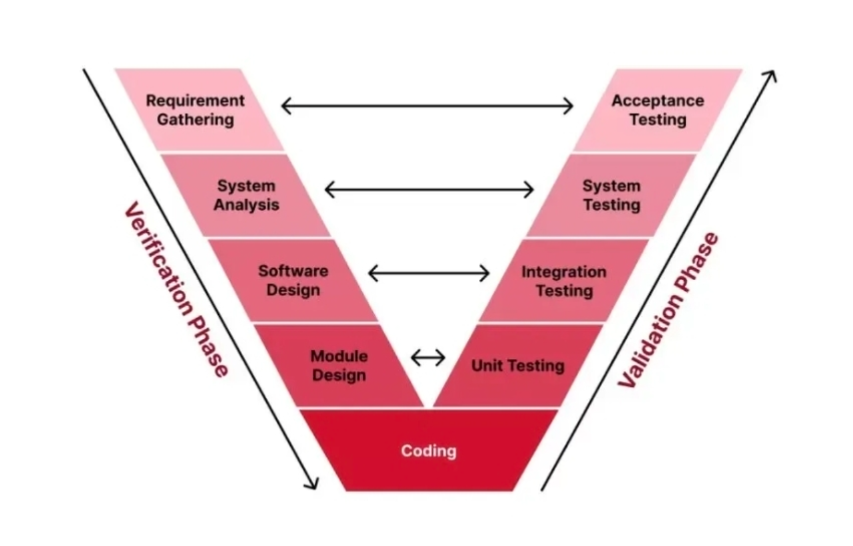 Requirement
Gathering
Acceptance
Testing
System
Analysis
System
Testing
Verification Phase
Validation Phase
Software
Design
Integration
Testing
Module
Design
Unit Testing
Coding